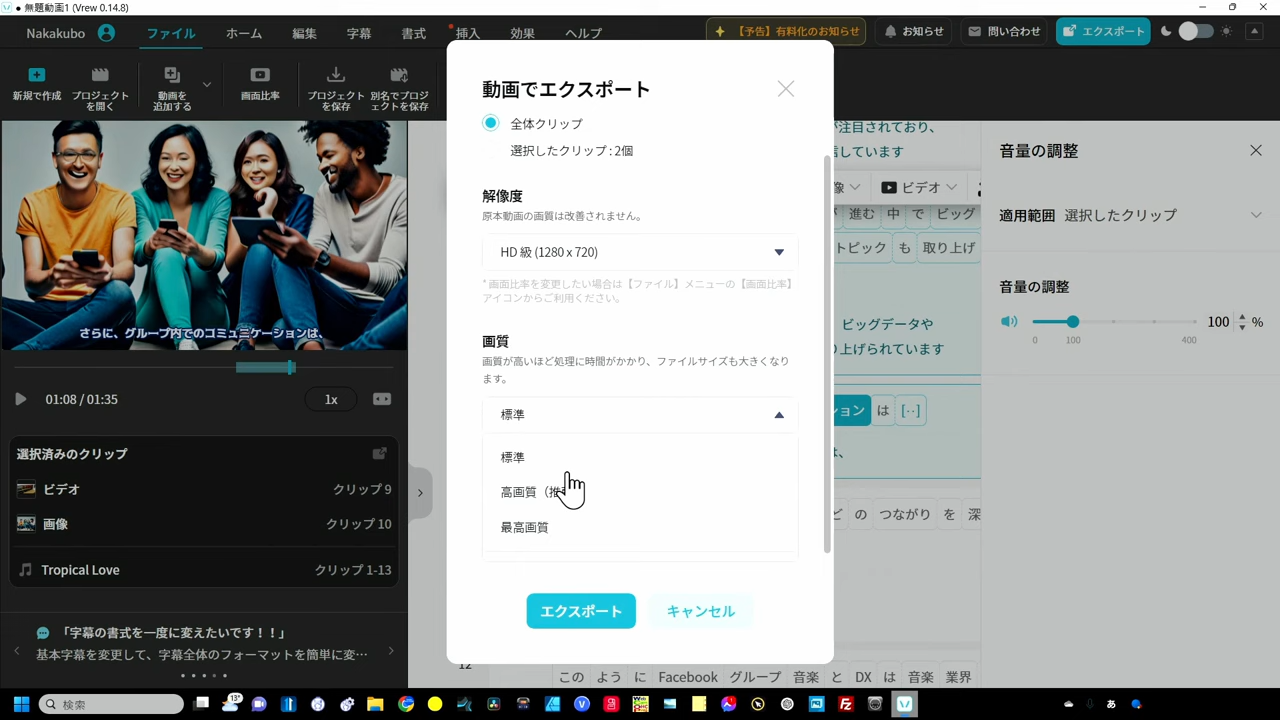 無題動画1 (Vrew 0.14.8)
Nakakubo
ファイル
ホーム
編集
字幕
書式
挿入
効果
ヘルプ
【予告】有料化のお知らせ
お知らせ
問い合わせ
エクスポート
新規で作成
プロジェクト
を開く
動画を
追加する
画面比率
プロジェクト
を保存
別名でプロジ
ェクトを保存
さらに、グループ内でのコミュニケーションは、
01:08 / 01:35
1x
選択済みのクリップ
ビデオ クリップ 9
画像 クリップ 10
Tropical Love クリップ 1-13
「字幕の書式を一度に変えたいです！！」
基本字幕を変更して、字幕全体のフォーマットを簡単に変…
動画でエクスポート
全体クリップ
選択したクリップ : 2個
解像度
原本動画の画質は改善されません。
HD 級 (1280 x 720)
* 画面比率を変更したい場合は【ファイル】メニューの【画面比率】
アイコンからご利用ください。
画質
画質が高いほど処理に時間がかかり、ファイルサイズも大きくなり
ます。
標準
標準
高画質（推
最高画質
エクスポート
キャンセル
が注目されており、
信しています
像
ビデオ
進む 中 で ビッグ
トピック も 取り上げ
ビッグデータや
り上げられています
ション は [··]
は、
ど の つながり を 深
12
この よう に Facebook グループ 音楽 と DX は 音楽 業界
音量の調整
適用範囲 選択したクリップ
音量の調整
100 %
0 100 400
検索
13°
あ